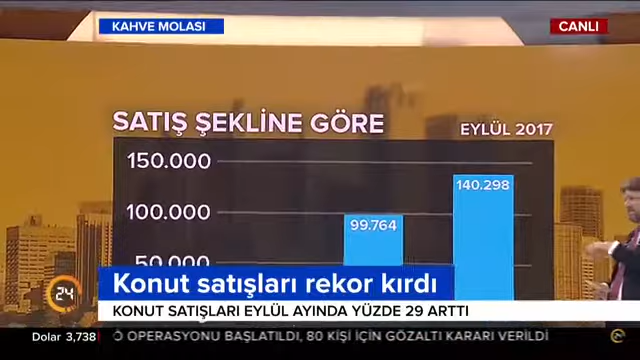 KAHVE MOLASI
CANLI
SATIŞ ŞEKLİNE GÖRE
EYLÜL 2017
150.000
140.298
100.000
99.764
50.000
Konut satışları rekor kırdı
24
KONUT SATIŞLARI EYLÜL AYINDA YÜZDE 29 ARTTI
Dolar 3,738
OPERASYONU BAŞLATILDI, 80 KİŞİ İÇİN GÖZALTI KARARI VERİLDİ